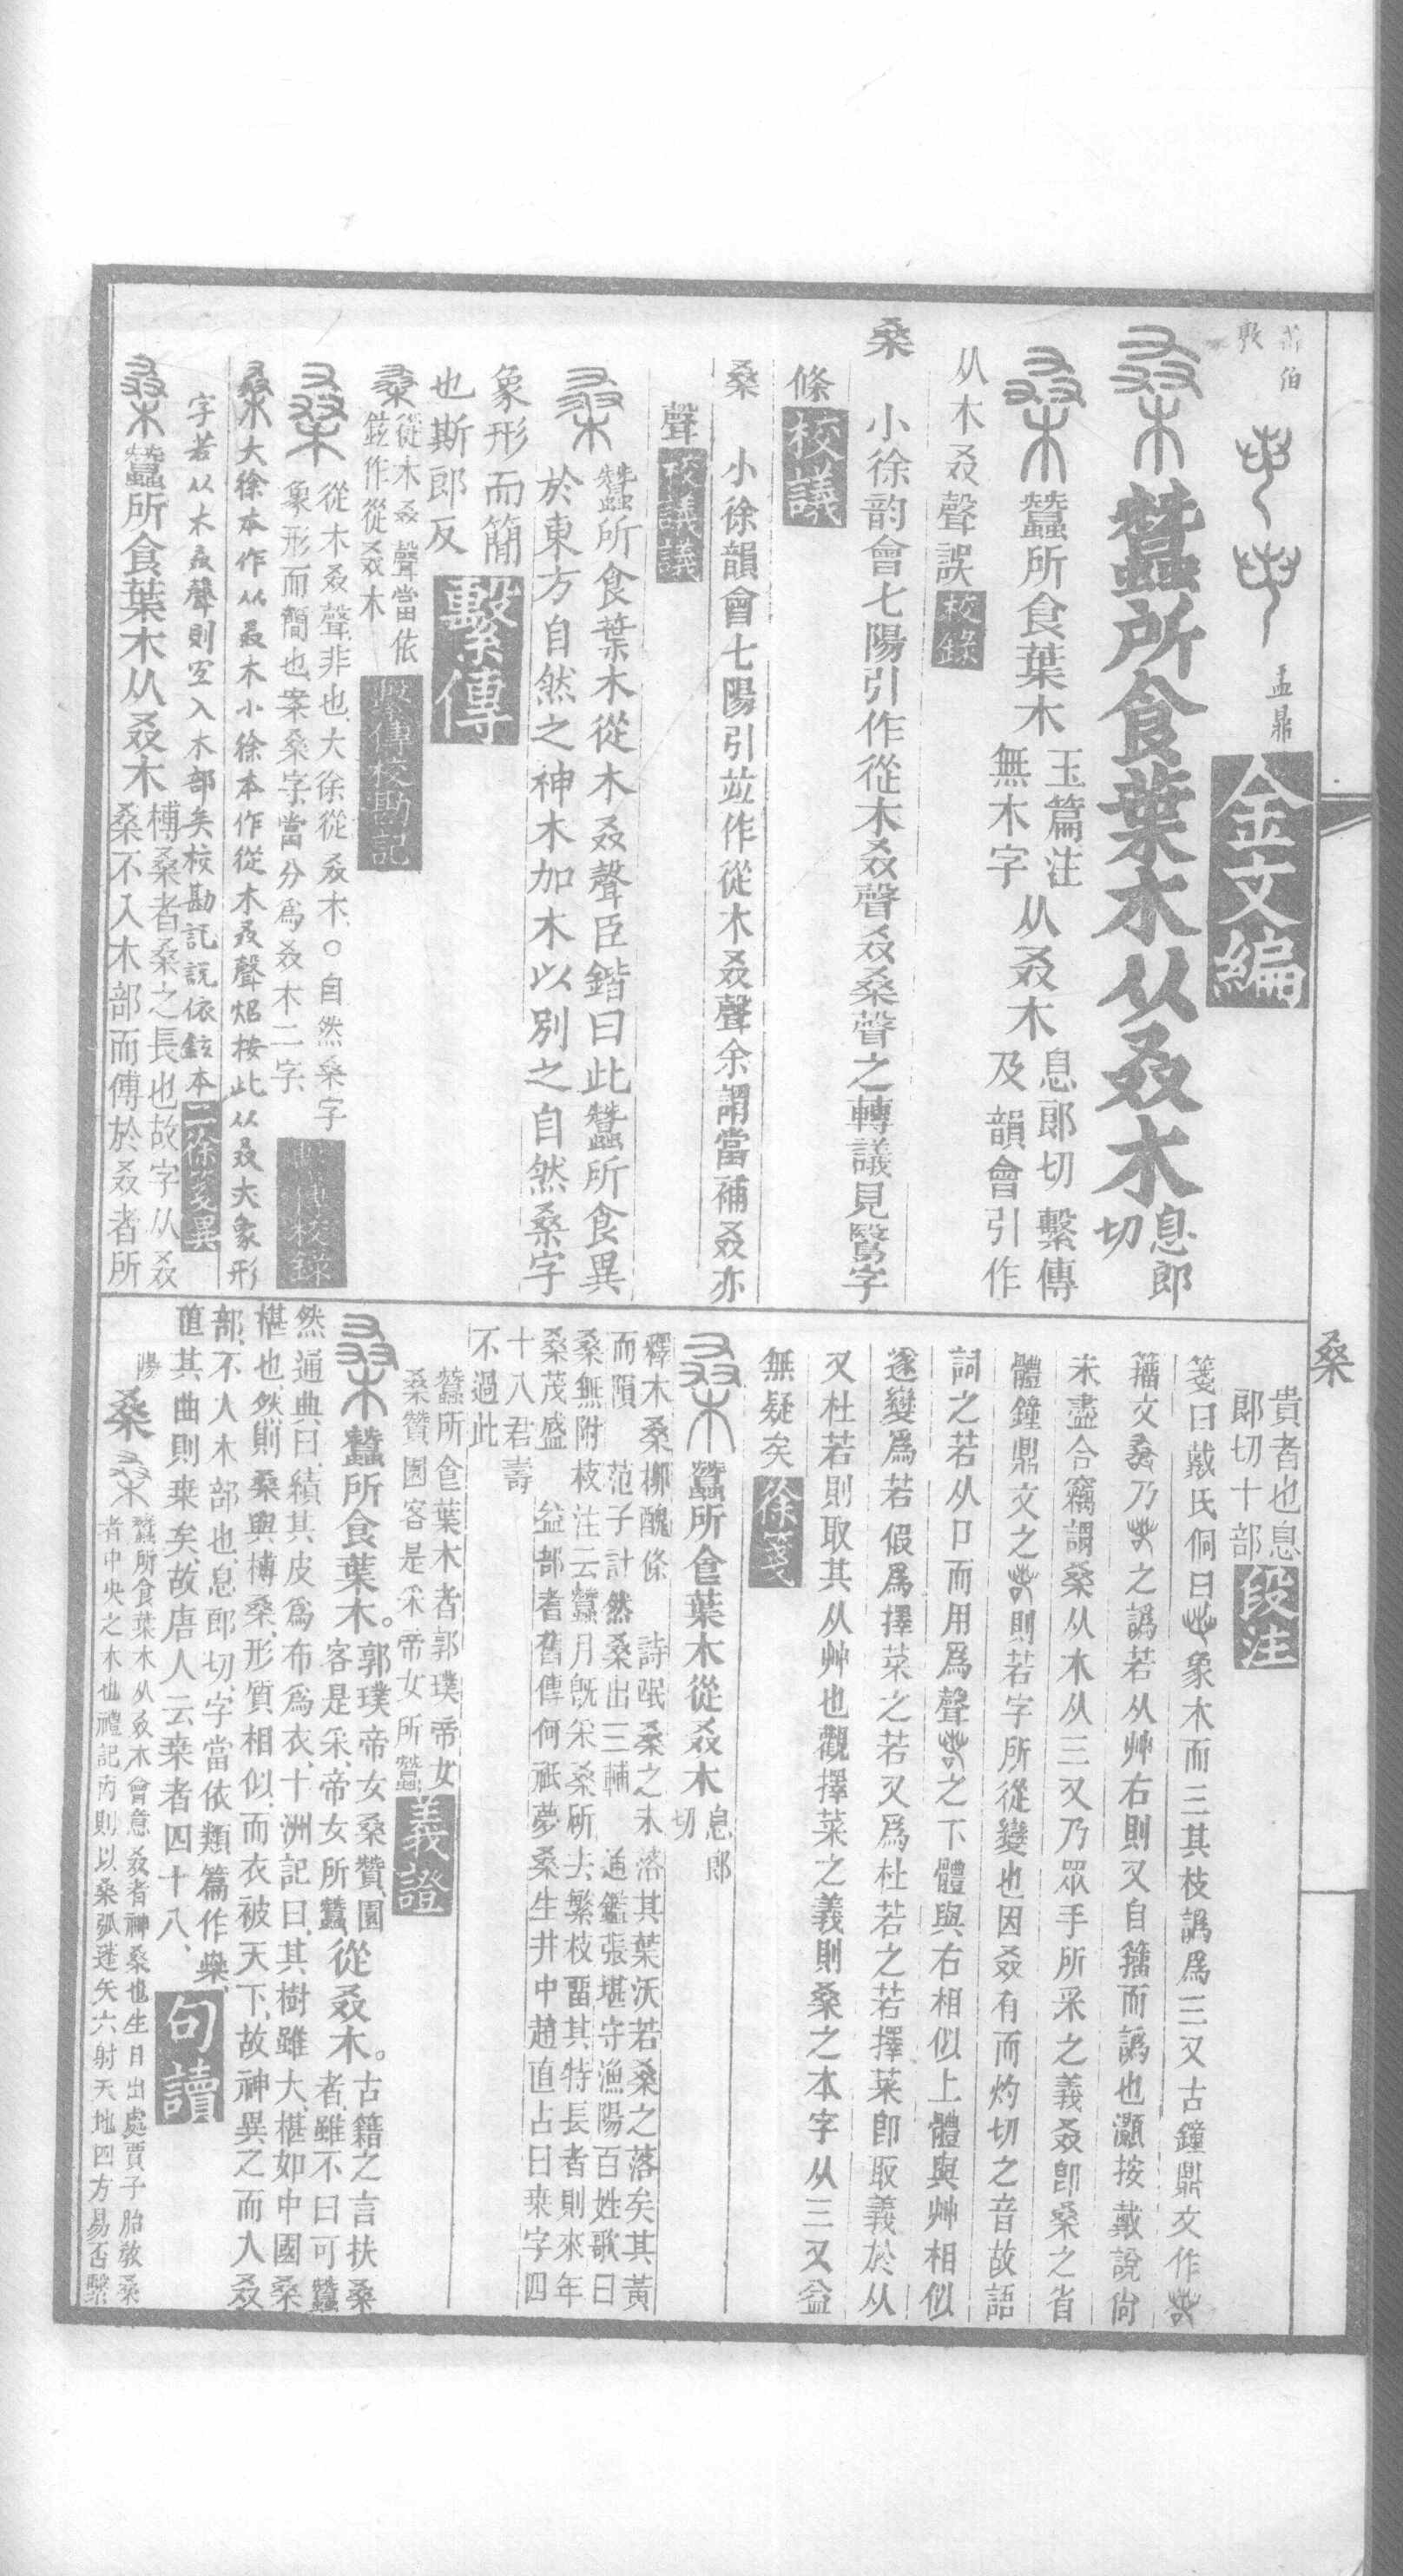 伯
敦
盂鼎
金文編
蠶所食葉木从叒木息郎
切
蠶所食葉木玉篇注
無木字
从叒木息郎切繫傳
及韻會引作
从木叒聲誤校錄
桑
小徐韵會七陽引作從木叒聲叒桑聲之轉議見字
條校議
桑
小徐韻會七陽引竝作從木叒聲余謂當補叒亦
聲校議議
蠶所食葉木從木叒聲臣鍇曰此蠶所食異
於東方自然之神木加木以別之自然桑字
象形而簡
也斯郎反繫傳
桑從木叒聲當依
鉉作從叒木繫傳校勘記
從木叒聲非也大徐從叒木○自然桑字
象形而簡也案桑字當分爲叒木二字
繫傳校錄
大徐本作从叒木小徐本作從木叒聲炤按此从叒大象形
字若从木叒聲則宜入木部矣校勘記說依鉉本二徐箋異
蠶所食葉木从叒木榑桑者桑之長也故字从叒
桑不入木部而傅於叒者所
桑
貴者也息
郎切十部段注
箋曰戴氏侗曰象木而三其枝譌爲三又古鐘鼎文作
籒文乃之譌若从艸右則又自籒而譌也灝按戴說尙
未盡合竊謂桑从木从三又乃眾手所采之義叒卽桑之省
體鐘鼎文之則若字所從變也因叒有而灼切之音故語
詞之若从口而用爲聲之下體與右相似上體與艸相似
遂變爲若假爲擇菜之若又爲杜若之若擇菜卽取義於从
又杜若則取其从艸也觀擇菜之義則桑之本字从三又益
無疑矣徐箋
蠶所食葉木從叒木息郎
切
釋木桑柳醜條
詩氓桑之未落其葉沃若桑之落矣其黃
而隕
范子計然桑出三輔
通鑑張堪守漁陽百姓歌曰
桑無附枝注云蠶月旣采桑斫去繁枝留其特長者則來年
桑茂盛
益部耆舊傳何祗夢桑生井中趙直占曰桒字四
十八君壽
不過此
蠶所食葉木者郭璞帝女
桑贊園客是采帝女所蠶義證
蠶所食葉木。郭璞帝女桑贊、園
客是采、帝女所蠶、
從叒木。古籍之言扶桑
者、雖不曰可蠶
然通典曰、績其皮爲布爲衣、十洲記曰、其樹雖大、椹如中國桑
椹也、然則桑與榑桑、形質相似、而衣被天下、故神異之而入叒
部、不入木部也、息郎切、字當依類篇作
直其曲則桒矣、故唐人云桒者四十八、句讀
陽
桑
蠶所食葉木从叒木會意叒者神桑也生日出處賈子胎敎桑
者中央之木也禮記內則以桑弧蓬矢六射天地四方易否繫